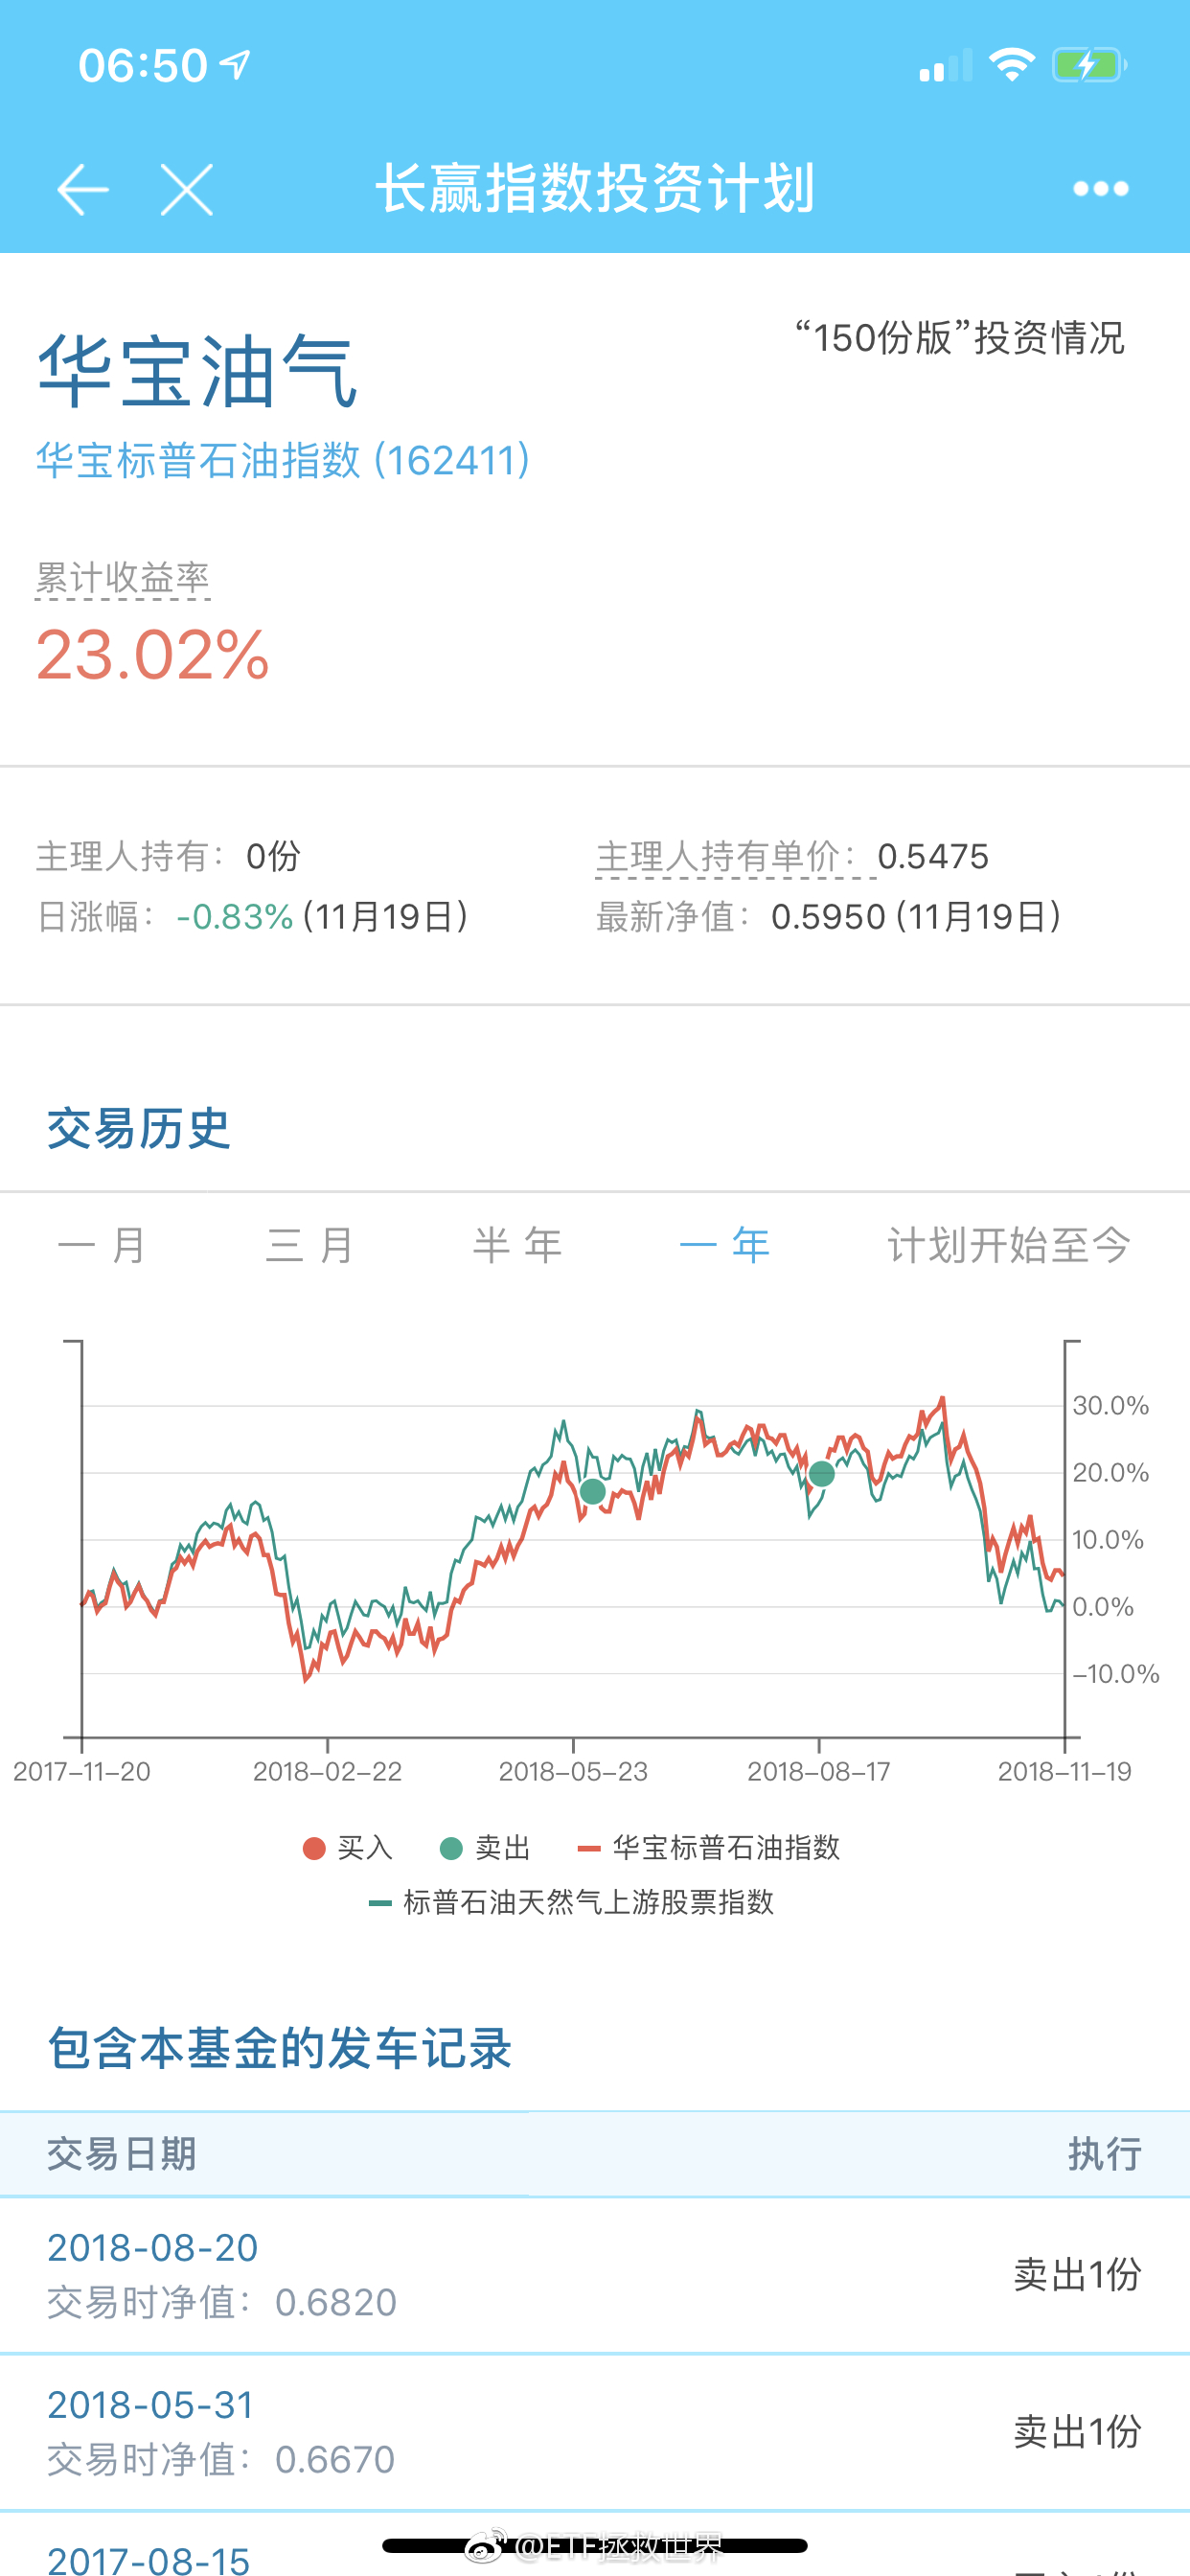 06:50
长赢指数投资计划
华宝油气
“150份版”投资情况
华宝标普石油指数 (162411)
累计收益率
23.02%
主理人持有：0份
主理人持有单价：0.5475
日涨幅：-0.83% (11月19日)
最新净值：0.5950 (11月19日)
交易历史
一月 三月 半年 一年 计划开始至今
30.0%
20.0%
10.0%
0.0%
-10.0%
2017-11-20 2018-02-22 2018-05-23 2018-08-17 2018-11-19
买入 卖出 华宝标普石油指数
标普石油天然气上游股票指数
包含本基金的发车记录
交易日期 执行
2018-08-20
交易时净值：0.6820
卖出1份
2018-05-31
交易时净值：0.6670
卖出1份
2017-08-15
@ETF拯救世界